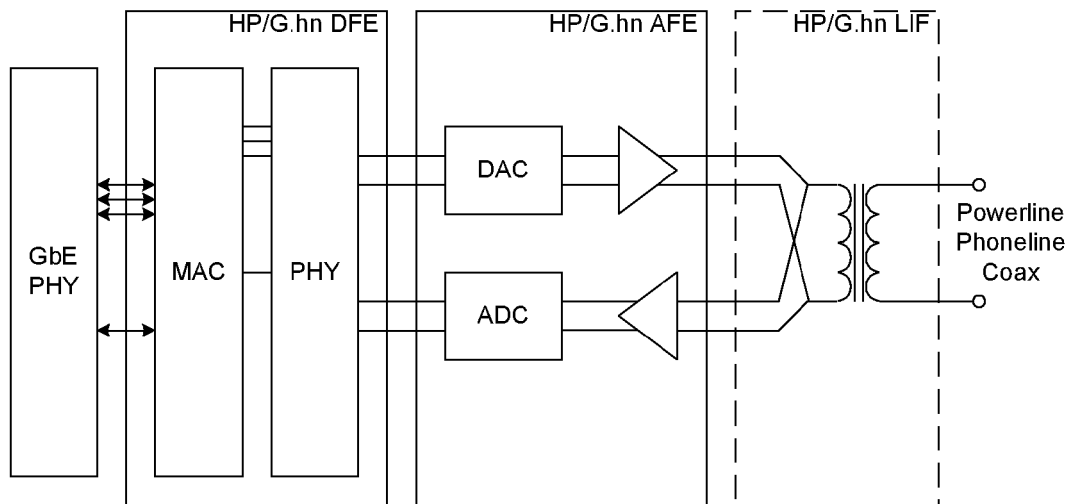 HP/G.hn DFE
HP/G.hn AFE
HP/G.hn LIF
GbE
PHY
MAC
PHY
DAC
ADC
Powerline
Phoneline
Coax